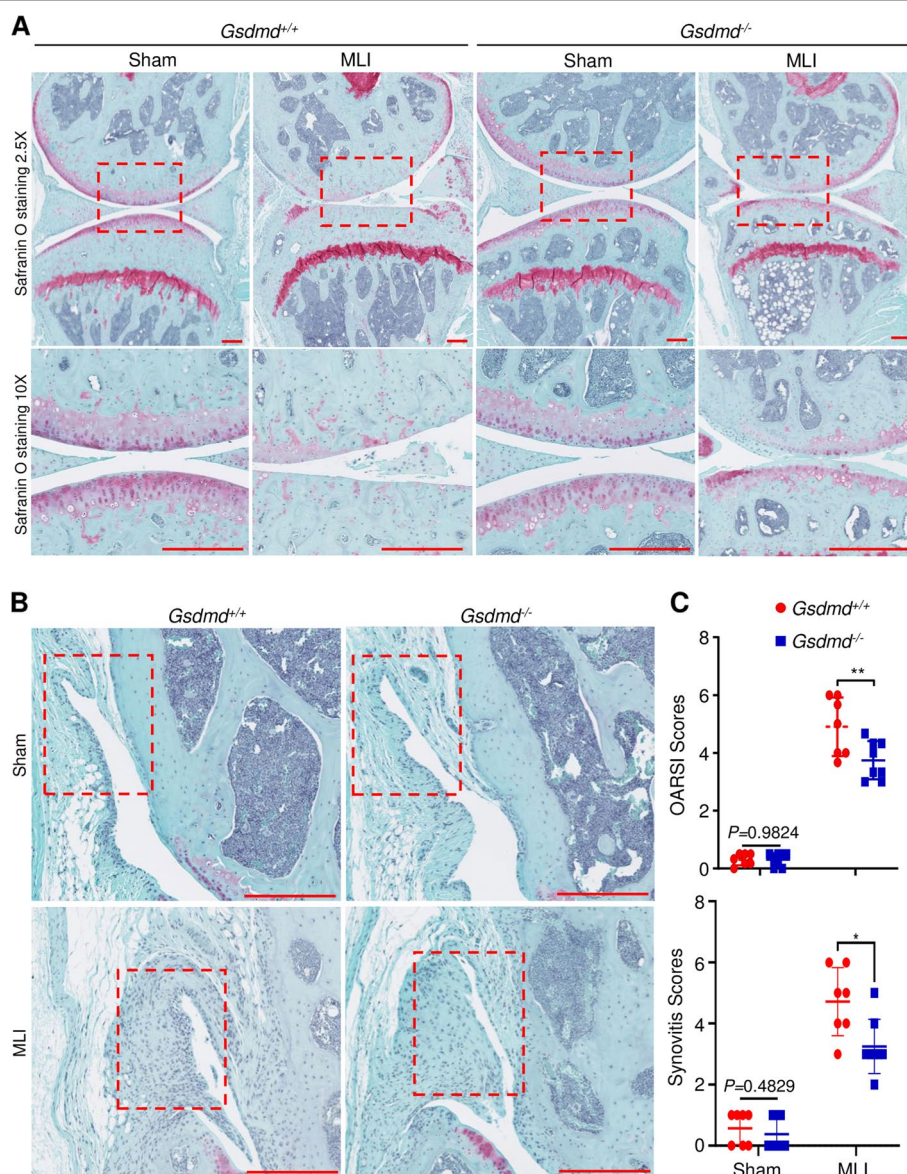 A
Gsdmd+/+
Gsdmd-/-
Sham
MLI
Sham
MLI
Safranin O staining 2.5X
Safranin O staining 10X
B
Gsdmd+/+
Gsdmd-/-
Sham
MLI
C
Gsdmd+/+
Gsdmd-/-
8
6
4
2
0
OARSI Scores
P=0.9824
**
8
6
4
2
0
Synovitis Scores
P=0.4829
*
Sham
MLI